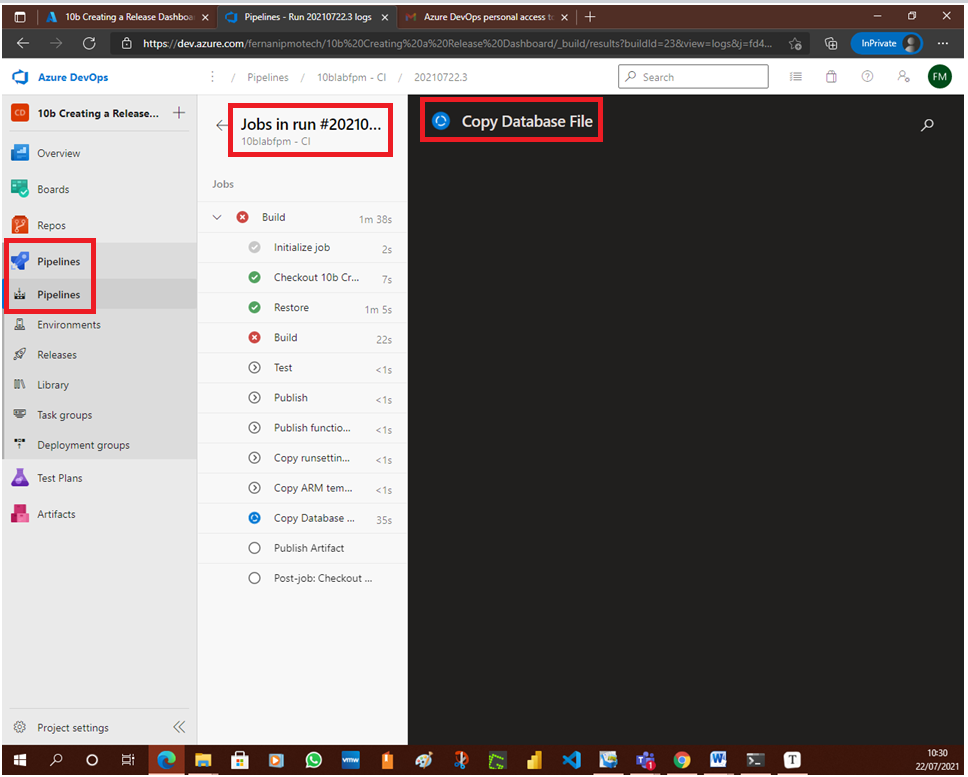 10b Creating a Release Dashboa
Pipelines - Run 20210722.3 logs
Azure DevOps personal access to
https://dev.azure.com/fernanipmotech/10b%20Creating%20a%20Release%20Dashboard/_build/results?buildId=23&view=logs&j=fd4...
InPrivate
Azure DevOps
/ Pipelines / 10blabfpm - CI / 20210722.3
Search
FM
CD
10b Creating a Release...
Overview
Boards
Repos
Pipelines
Pipelines
Environments
Releases
Library
Task groups
Deployment groups
Test Plans
Artifacts
Project settings
Jobs in run #20210...
10blabfpm - CI
Jobs
Build 1m 38s
Initialize job 2s
Checkout 10b Cr... 7s
Restore 1m 5s
Build 22s
Test <1s
Publish <1s
Publish functio... <1s
Copy runsettin... <1s
Copy ARM tem... <1s
Copy Database ... 35s
Publish Artifact
Post-job: Checkout ...
Copy Database File
vmw
1
W
T
10:30
22/07/2021